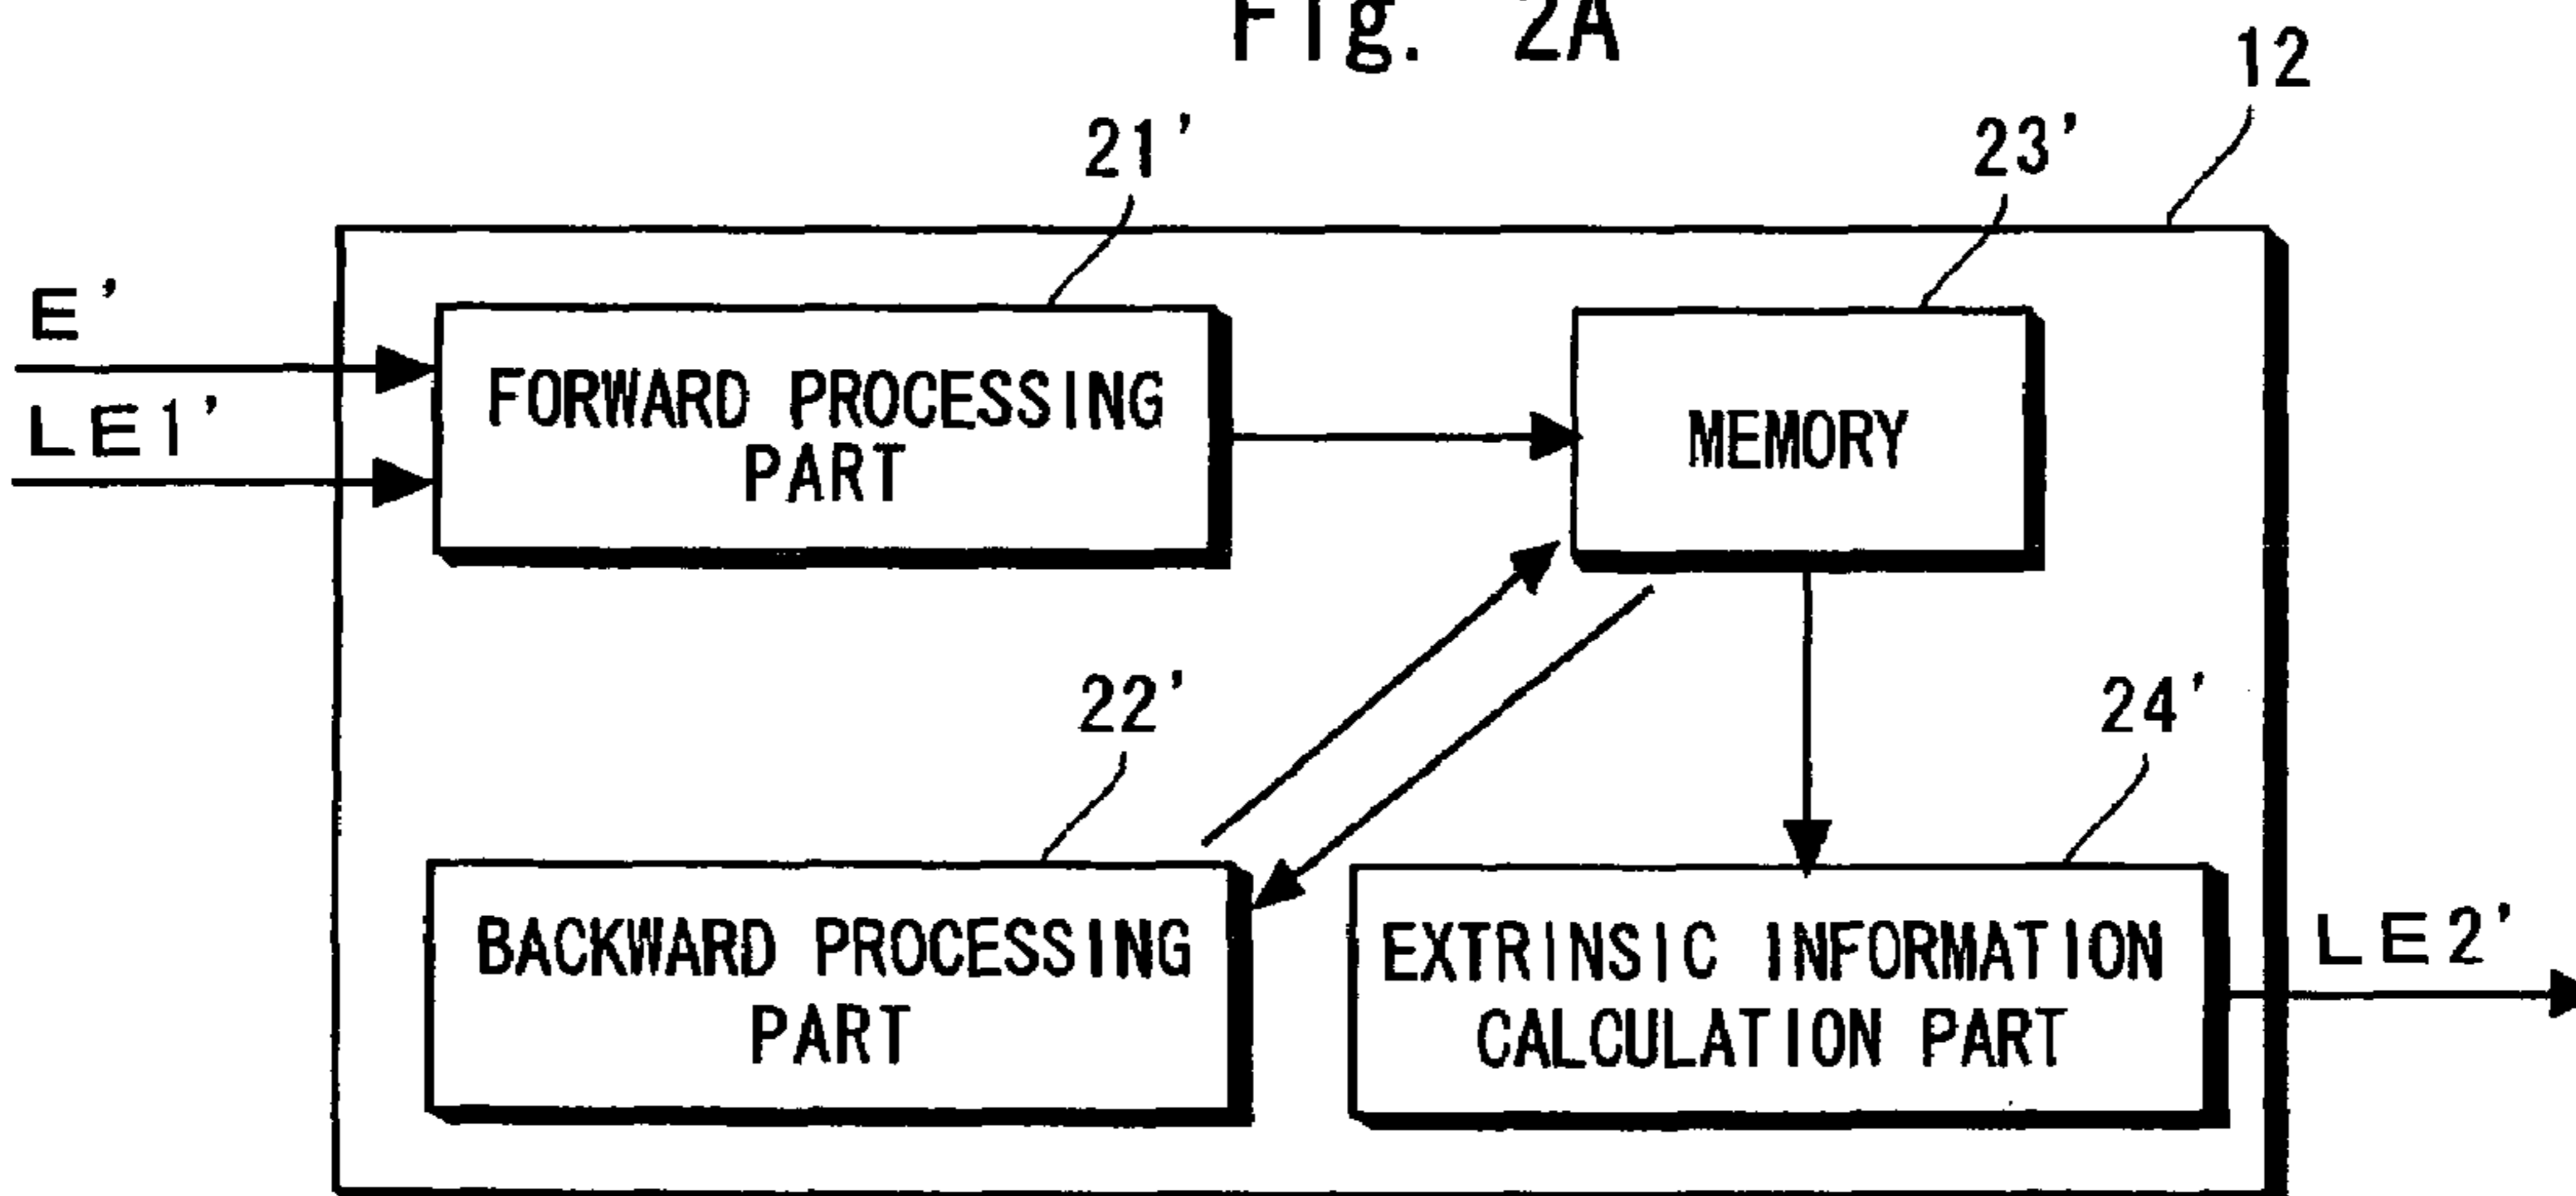 Fig. 2A
12
21'
23'
E'
LE1'
FORWARD PROCESSING
PART
MEMORY
22'
24'
BACKWARD PROCESSING
PART
EXTRINSIC INFORMATION
CALCULATION PART
LE2'